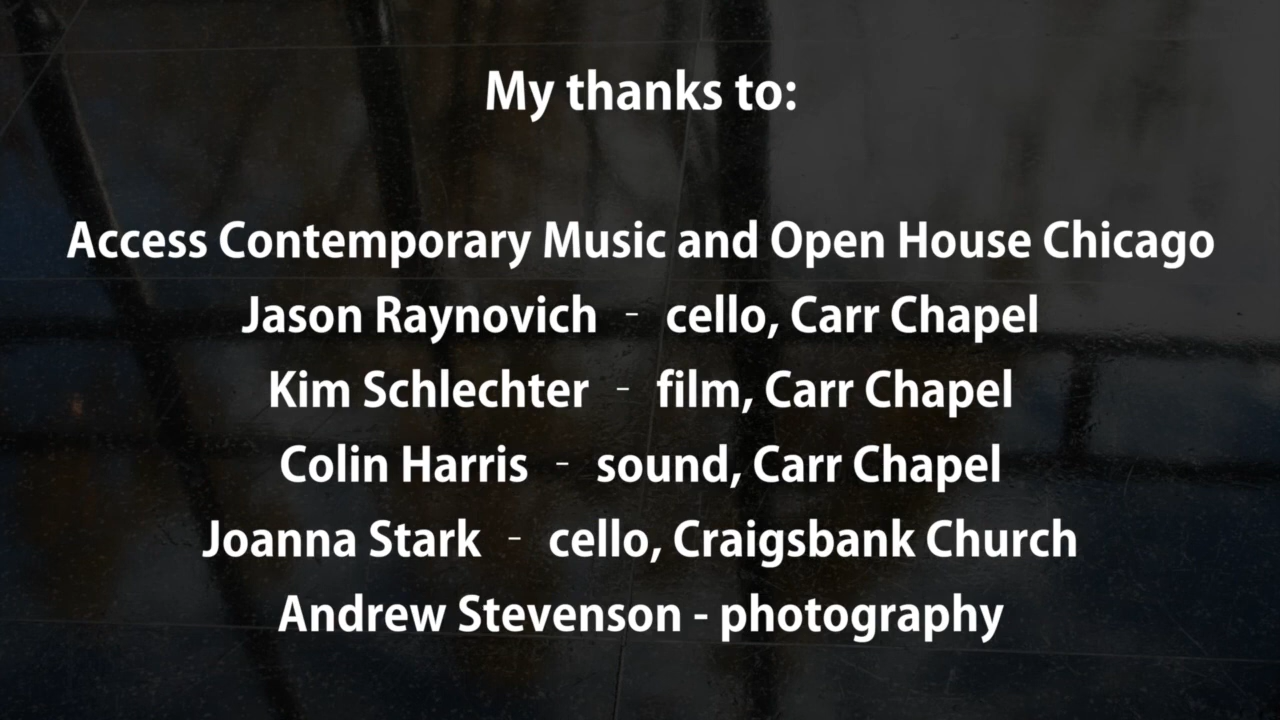 My thanks to:
Access Contemporary Music and Open House Chicago
Jason Raynovich - cello, Carr Chapel
Kim Schlechter - film, Carr Chapel
Colin Harris - sound, Carr Chapel
Joanna Stark - cello, Craigsbank Church
Andrew Stevenson - photography